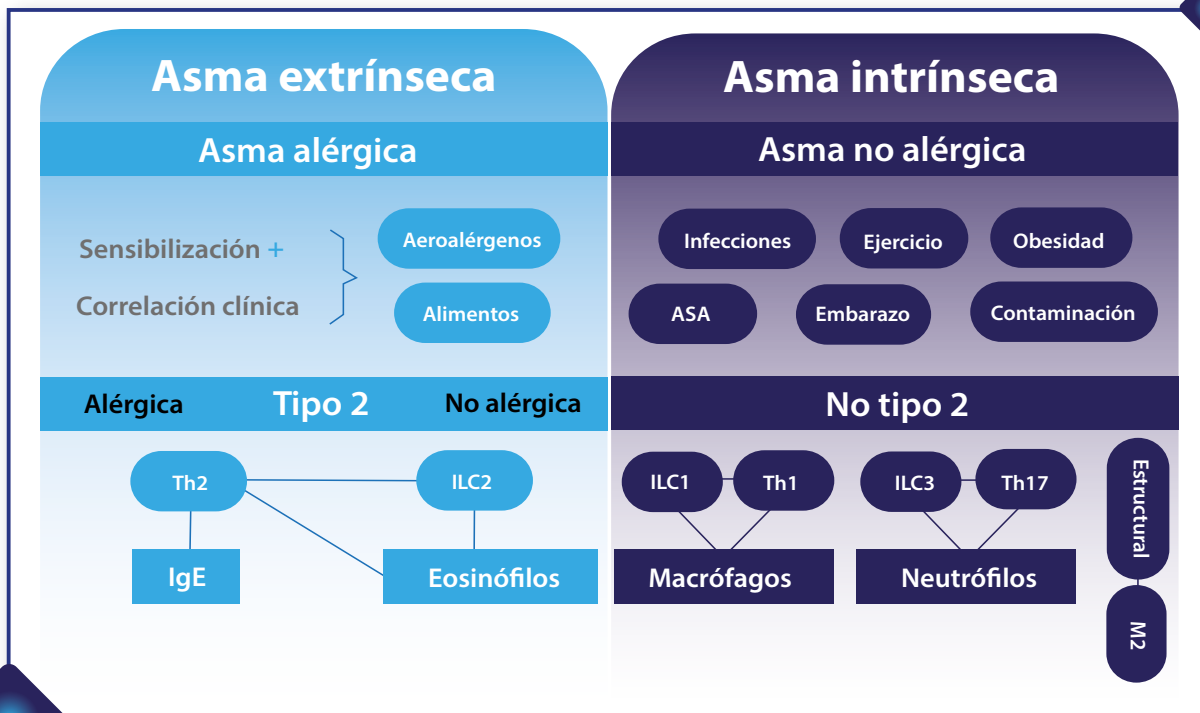 Asma extrínseca
Asma alérgica
Sensibilización +
Correlación clínica
Aeroalérgenos
Alimentos
Alérgica Tipo 2 No alérgica
Th2
ILC2
IgE
Eosinófilos
Asma intrínseca
Asma no alérgica
Infecciones
Ejercicio
Obesidad
ASA
Embarazo
Contaminación
No tipo 2
ILC1
Th1
ILC3
Th17
Macrófagos
Neutrófilos
Estructural
M2